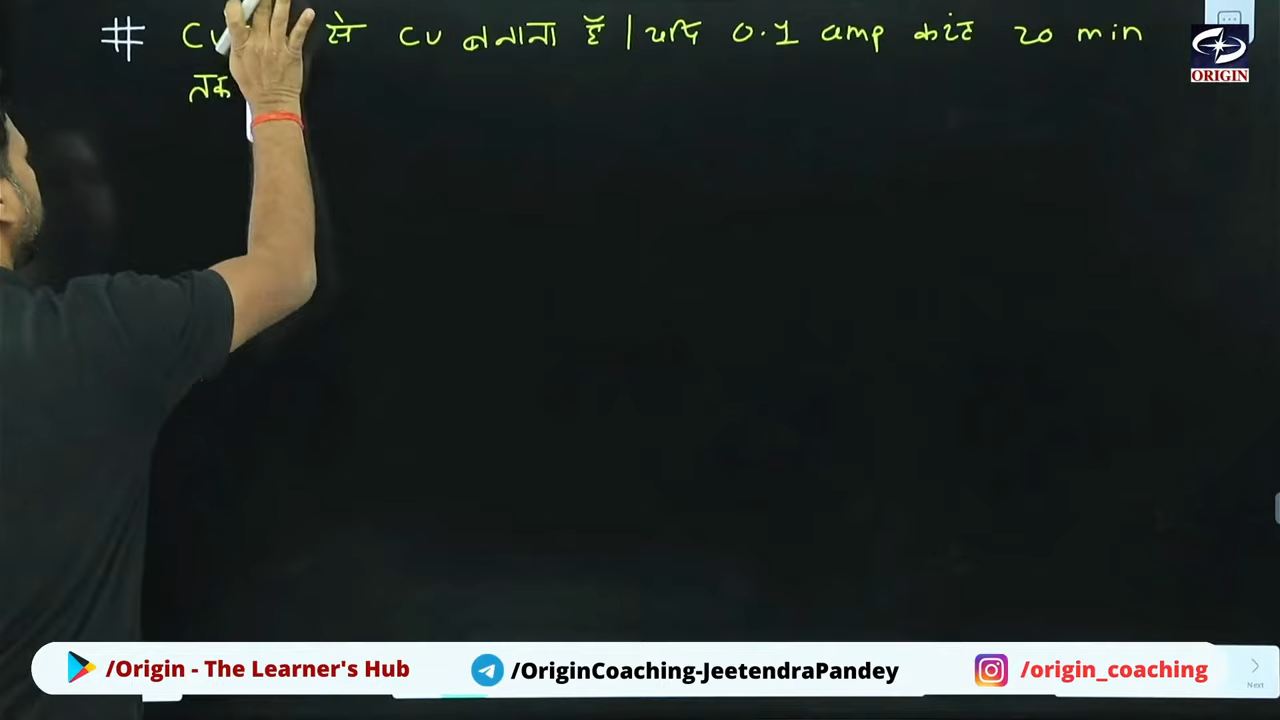 # Cu से Cu बनाना है | यदि 0.1 amp करंट 20 min
तक
ORIGIN
/Origin - The Learner's Hub
/OriginCoaching-JeetendraPandey
/origin_coaching
Next